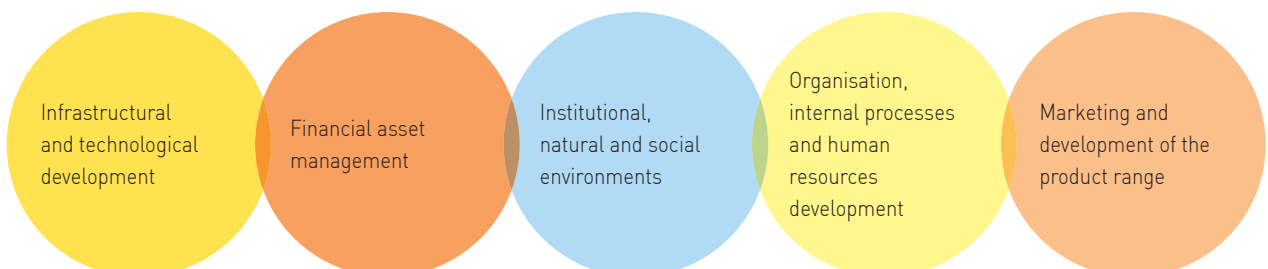 Infrastructural
and technological
development
Financial asset
management
Institutional,
natural and social
environments
Organisation,
internal processes
and human
resources
development
Marketing and
development of the
product range